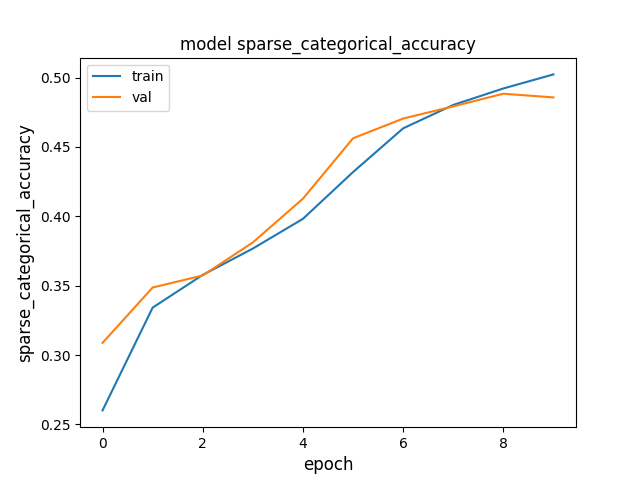 model sparse_categorical_accuracy
train
val
0.50
0.45
0.40
0.35
0.30
0.25
sparse_categorical_accuracy
0 2 4 6 8
epoch